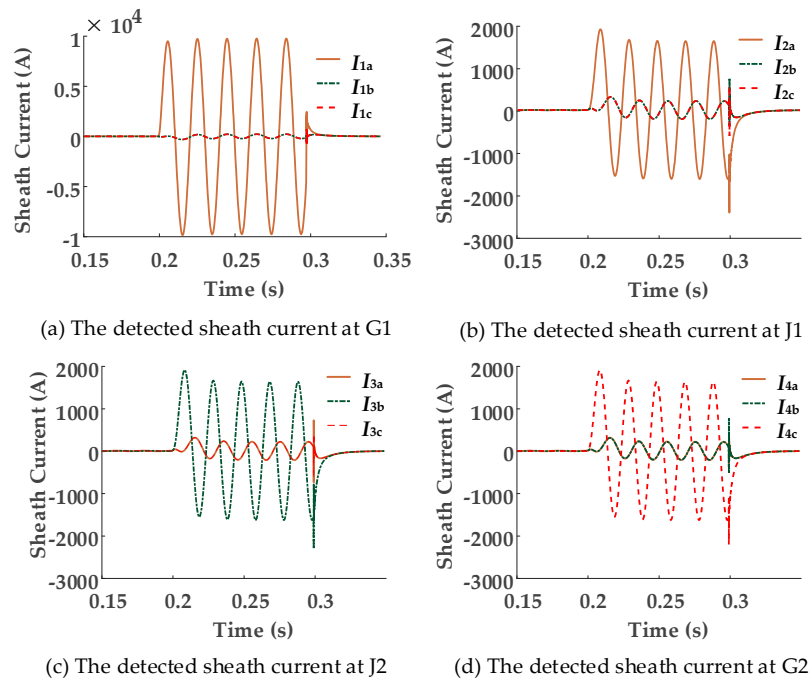 1 × 10^4
1
0.5
0
-0.5
-1
0.15
0.2
0.25
0.3
0.35
Sheath Current (A)
Time (s)
I1a
I1b
I1c
(a) The detected sheath current at G1
2000
1000
0
-1000
-2000
-3000
0.15
0.2
0.25
0.3
Sheath Current (A)
Time (s)
I2a
I2b
I2c
(b) The detected sheath current at J1
2000
1000
0
-1000
-2000
-3000
0.15
0.2
0.25
0.3
Sheath Current (A)
Time (s)
I3a
I3b
I3c
(c) The detected sheath current at J2
2000
1000
0
-1000
-2000
-3000
0.15
0.2
0.25
0.3
Sheath Current (A)
Time (s)
I4a
I4b
I4c
(d) The detected sheath current at G2